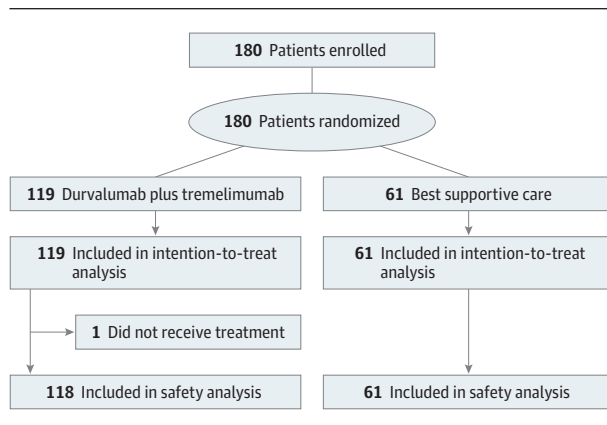 180 Patients enrolled
180 Patients randomized
119 Durvalumab plus tremelimumab
61 Best supportive care
119 Included in intention-to-treat
analysis
61 Included in intention-to-treat
analysis
1 Did not receive treatment
118 Included in safety analysis
61 Included in safety analysis